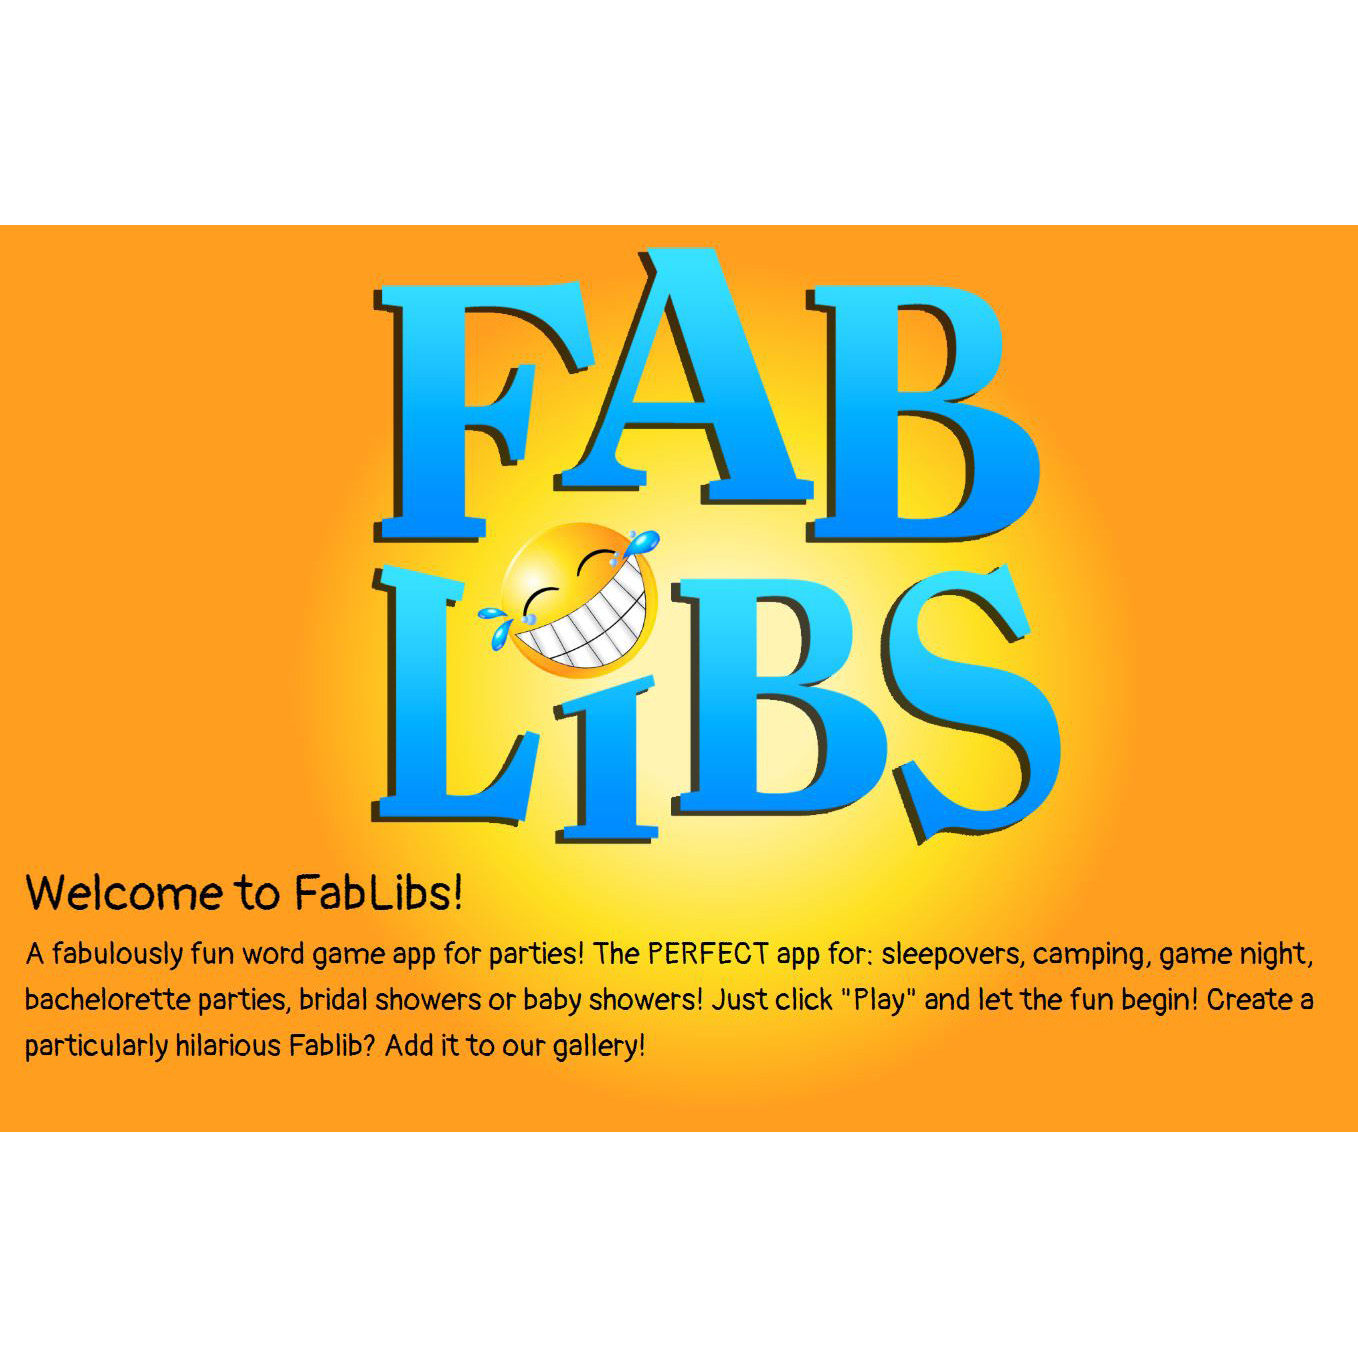 FAB
LiBS
Welcome to FabLibs!
A fabulously fun word game app for parties! The PERFECT app for: sleepovers, camping, game night,
bachelorette parties, bridal showers or baby showers! Just click "Play" and let the fun begin! Create a
particularly hilarious Fablib? Add it to our gallery!